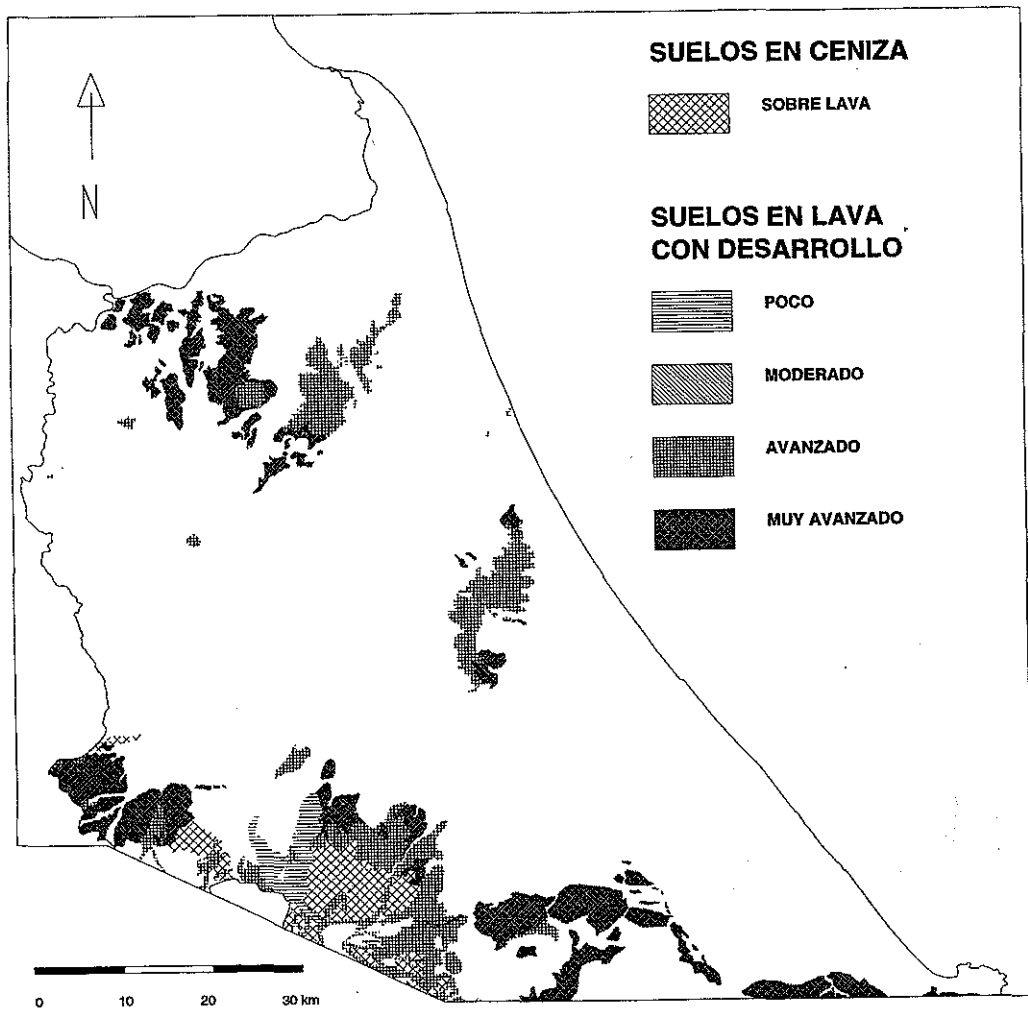 SUELOS EN CENIZA
SOBRE LAVA
N
SUELOS EN LAVA
CON DESARROLLO
POCO
MODERADO
AVANZADO
MUY AVANZADO
0 10 20 30 km